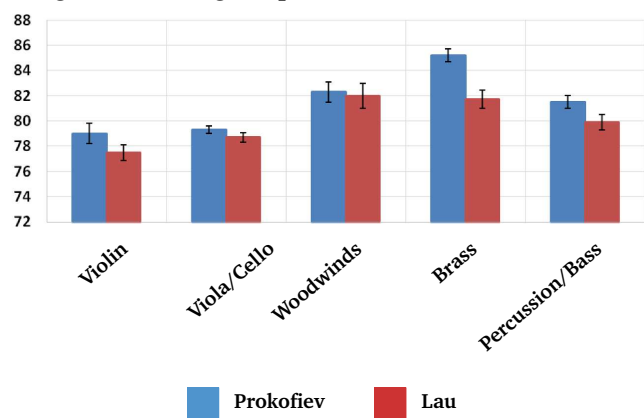 88
86
84
82
80
78
76
74
72
Violin
Viola/Cello
Woodwinds
Brass
Percussion/Bass
Prokofiev Lau